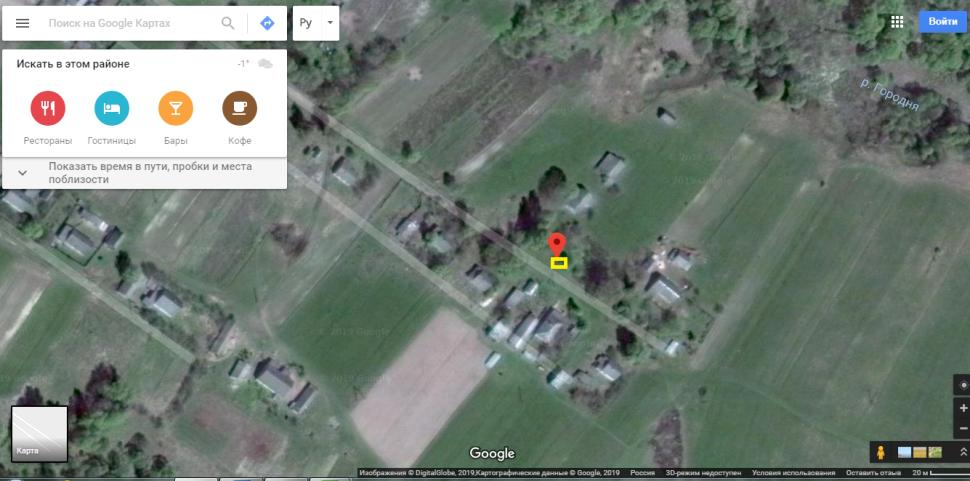 Поиск на Google Картах
Ру
Войти
Искать в этом районе -1°
Рестораны Гостиницы Бары Кофе
Показать время в пути, пробки и места
поблизости
р. Городня
Карта
Google
Изображения © DigitalGlobe, 2019,Картографические данные © Google, 2019 Россия 3D-режим недоступен Условия использования Оставить отзыв 20 м